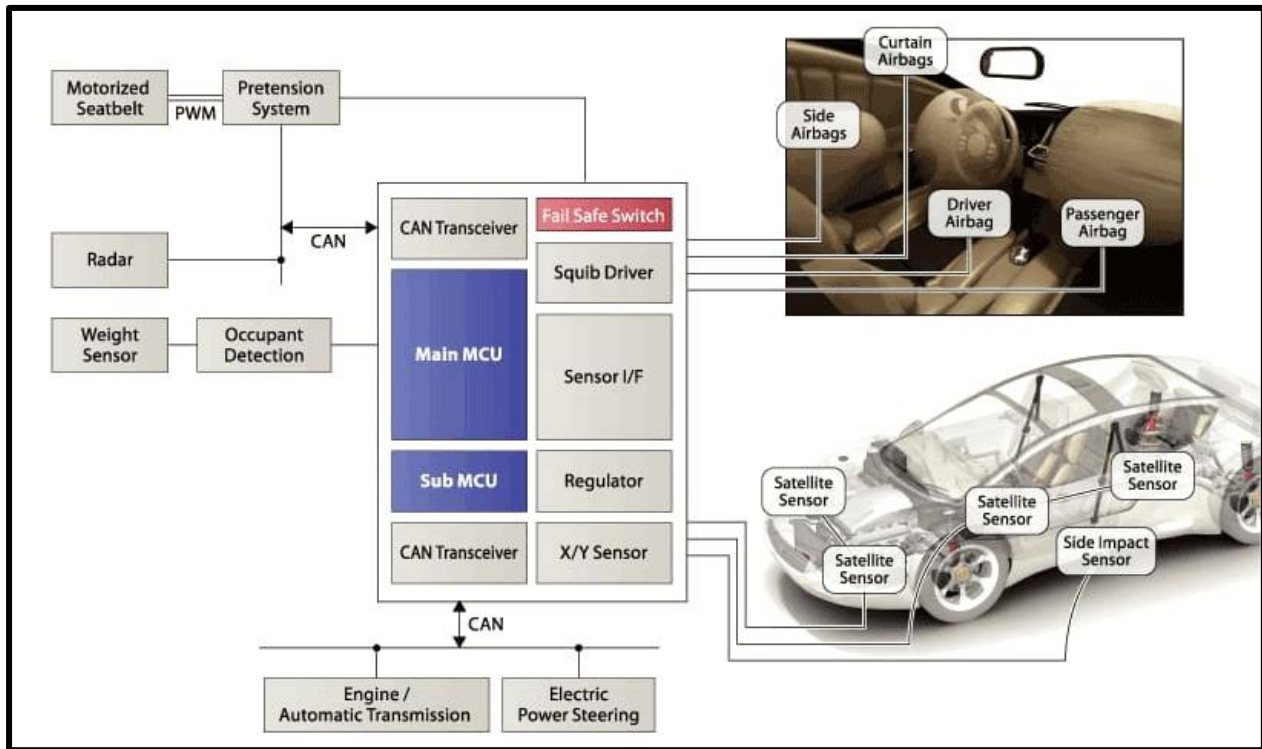 Motorized
Seatbelt
PWM
Pretension
System
CAN
Radar
Weight
Sensor
Occupant
Detection
CAN Transceiver
Fail Safe Switch
Squib Driver
Main MCU
Sensor I/F
Sub MCU
Regulator
CAN Transceiver
X/Y Sensor
CAN
Engine /
Automatic Transmission
Electric
Power Steering
Curtain
Airbags
Side
Airbags
Driver
Airbag
Passenger
Airbag
Satellite
Sensor
Satellite
Sensor
Satellite
Sensor
Satellite
Sensor
Side Impact
Sensor